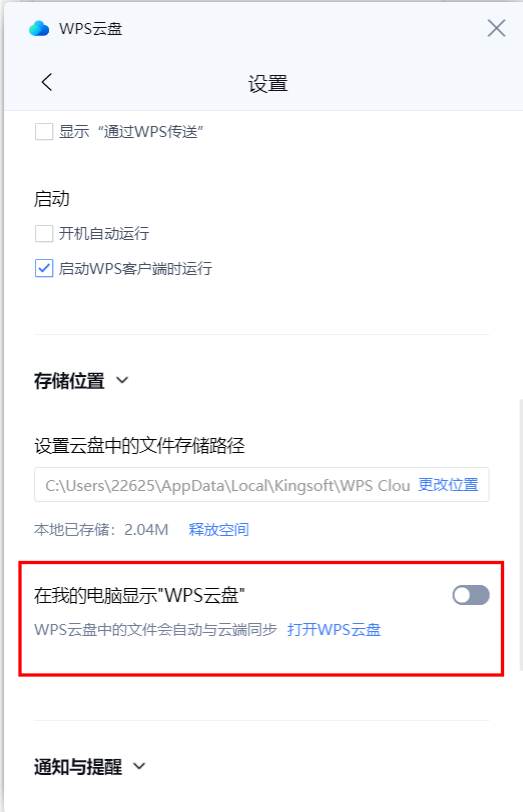 WPS云盘
设置
显示“通过WPS传送”
启动
开机自动运行
启动WPS客户端时运行
存储位置
设置云盘中的文件存储路径
C:\Users\22625\AppData\Local\Kingsoft\WPS Clou 更改位置
本地已存储：2.04M 释放空间
在我的电脑显示"WPS云盘"
WPS云盘中的文件会自动与云端同步 打开WPS云盘
通知与提醒